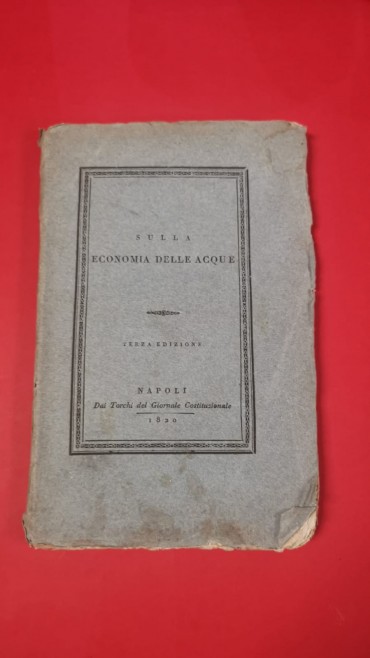 SULLA
ECONOMIA DELLE ACQUE
TERZA EDIZIONE
NAPOLI
Dai Torchi del Giornale Costituzionale
1820